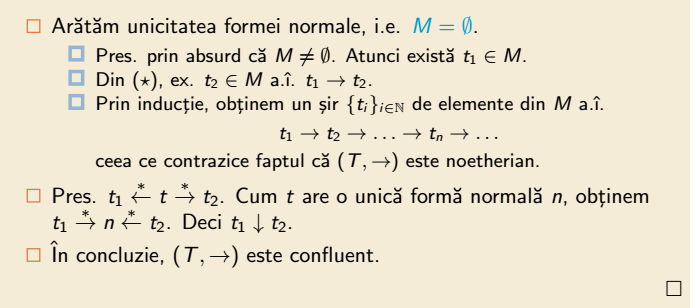 Arătăm unicitatea formei normale, i.e. M = ∅.
Pres. prin absurd că M ≠ ∅. Atunci există t₁ ∈ M.
Din (⋆), ex. t₂ ∈ M a.î. t₁ → t₂.
Prin inducție, obținem un șir {tᵢ}ᵢ∈ℕ de elemente din M a.î.
t₁ → t₂ → … → tₙ → …
ceea ce contrazice faptul că (T, →) este noetherian.
Pres. t₁ ←* t →* t₂. Cum t are o unică formă normală n, obținem
t₁ →* n ←* t₂. Deci t₁ ↓ t₂.
În concluzie, (T, →) este confluent.
□